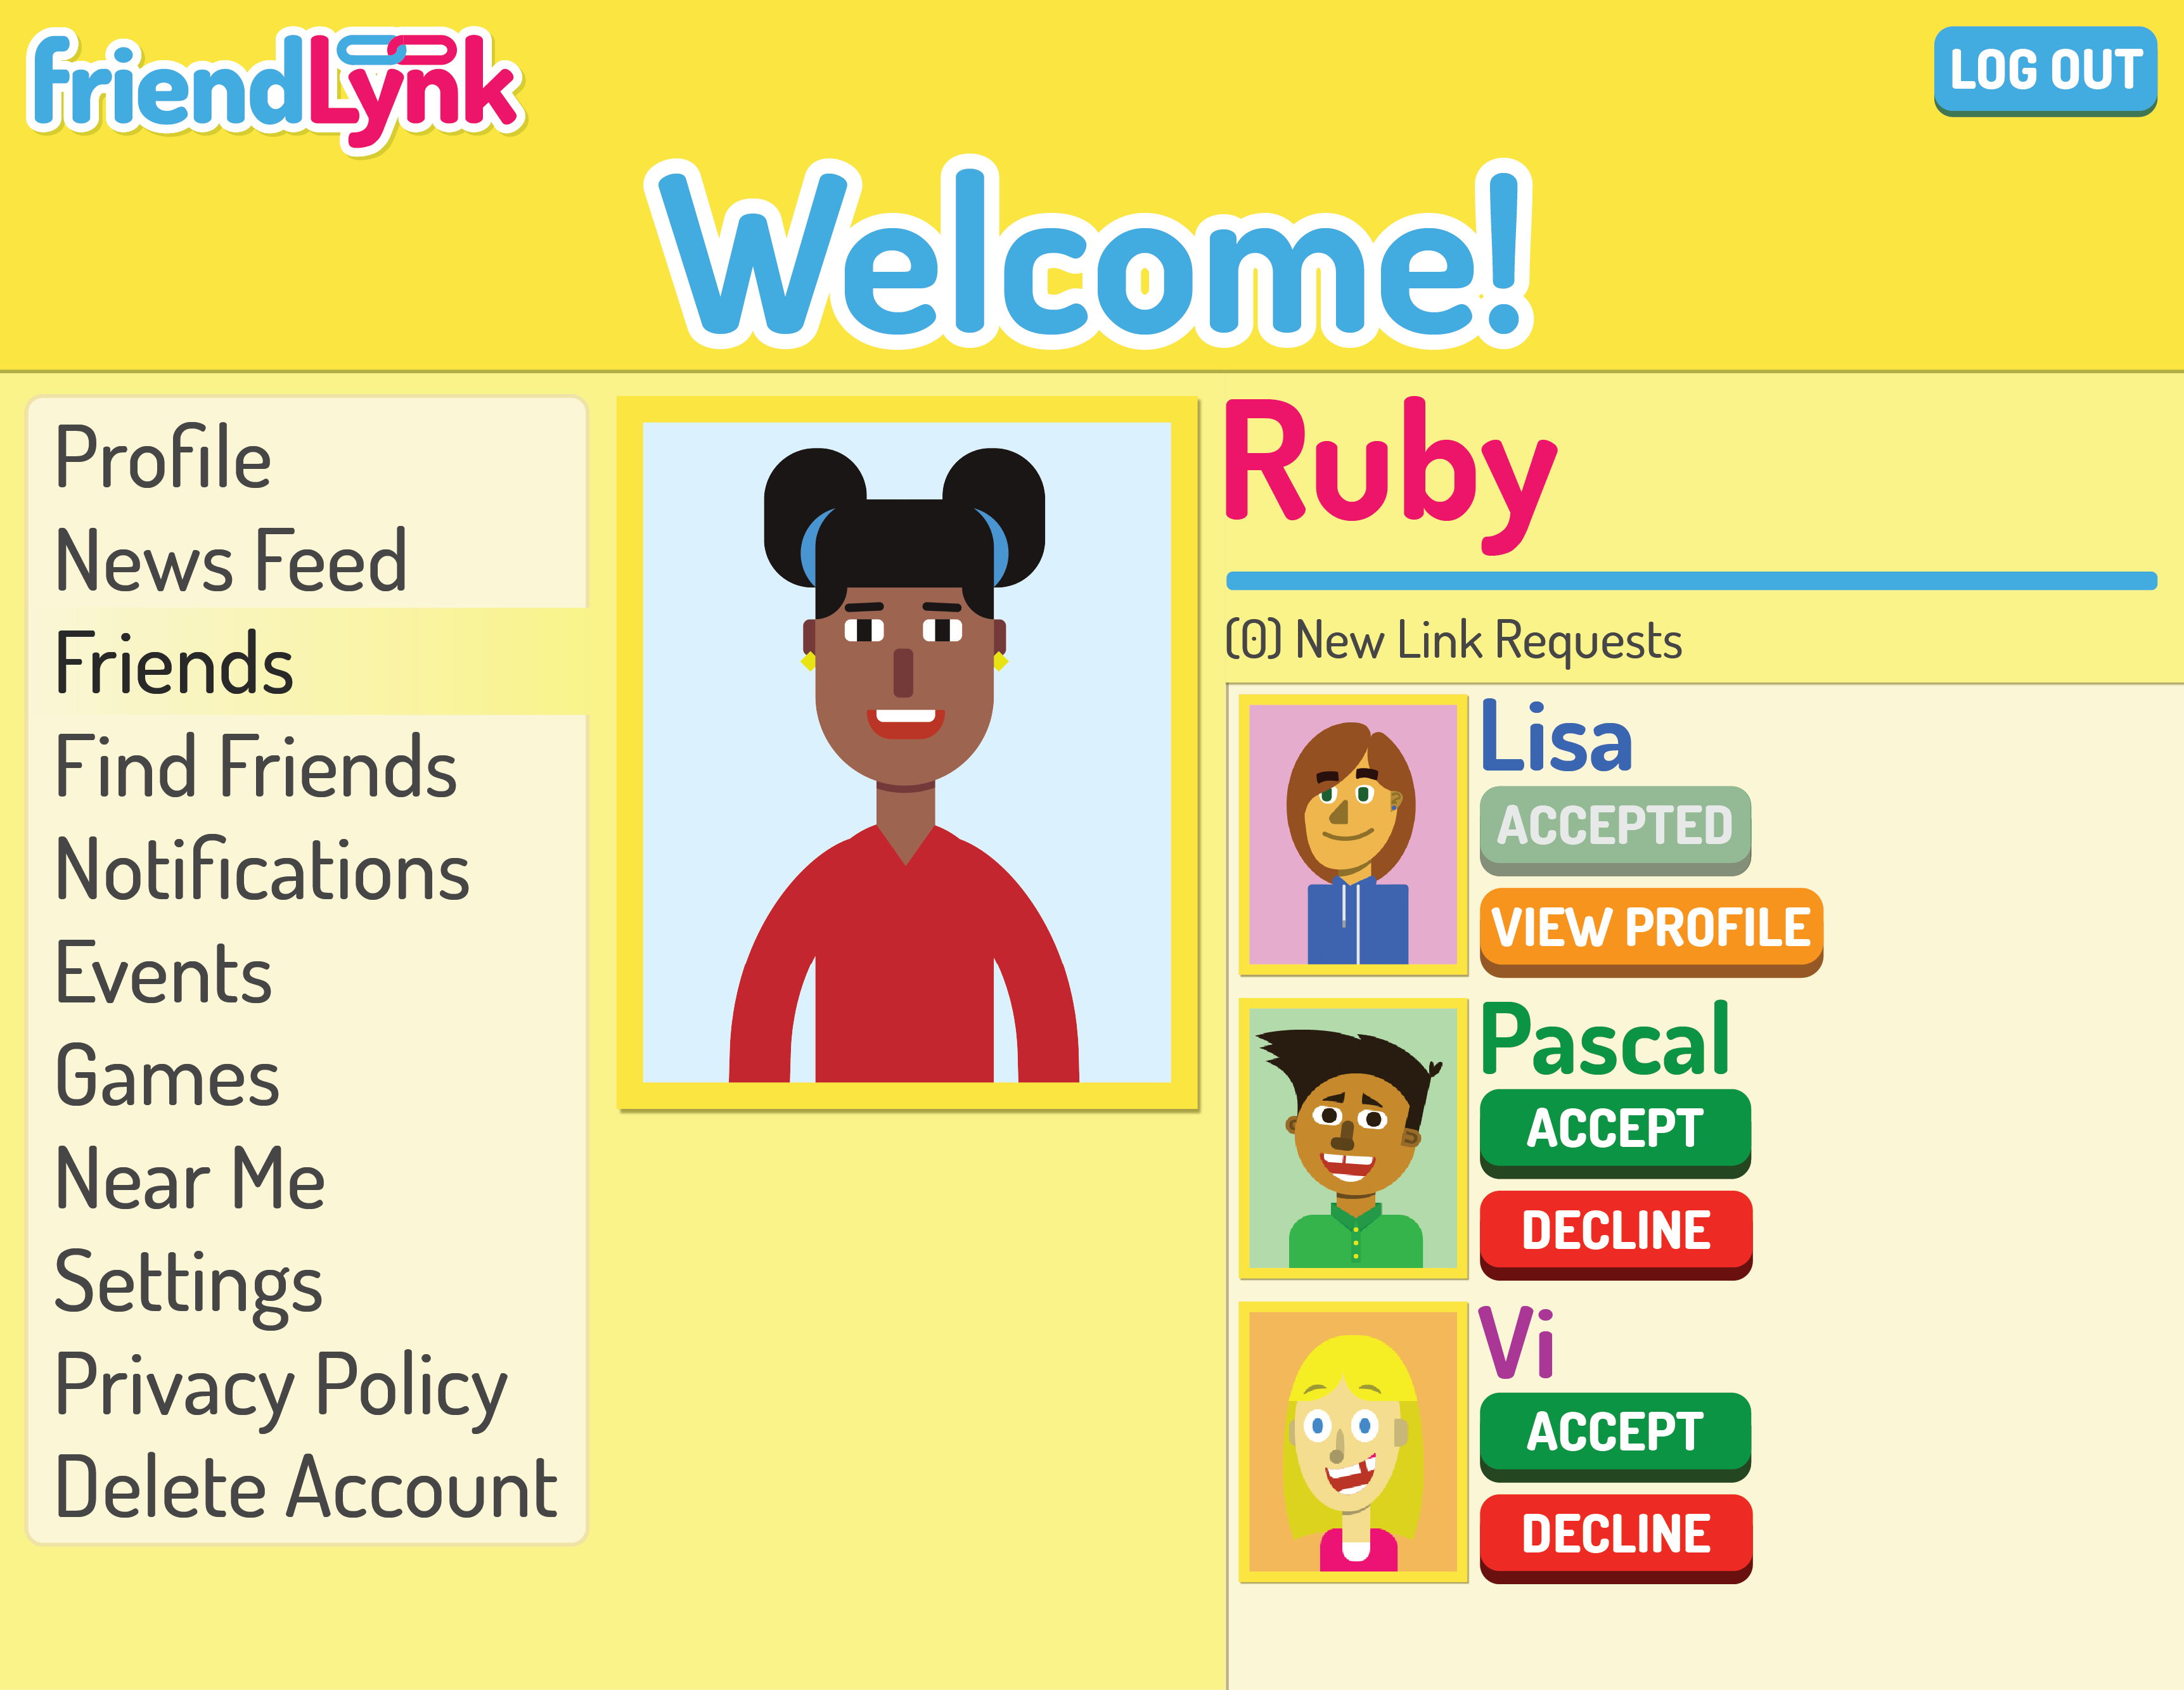 friendLynk
LOG OUT
Welcome!
Profile
News Feed
Friends
Find Friends
Notifications
Events
Games
Near Me
Settings
Privacy Policy
Delete Account
Ruby
(0) New Link Requests
Lisa
ACCEPTED
VIEW PROFILE
Pascal
ACCEPT
DECLINE
Vi
ACCEPT
DECLINE